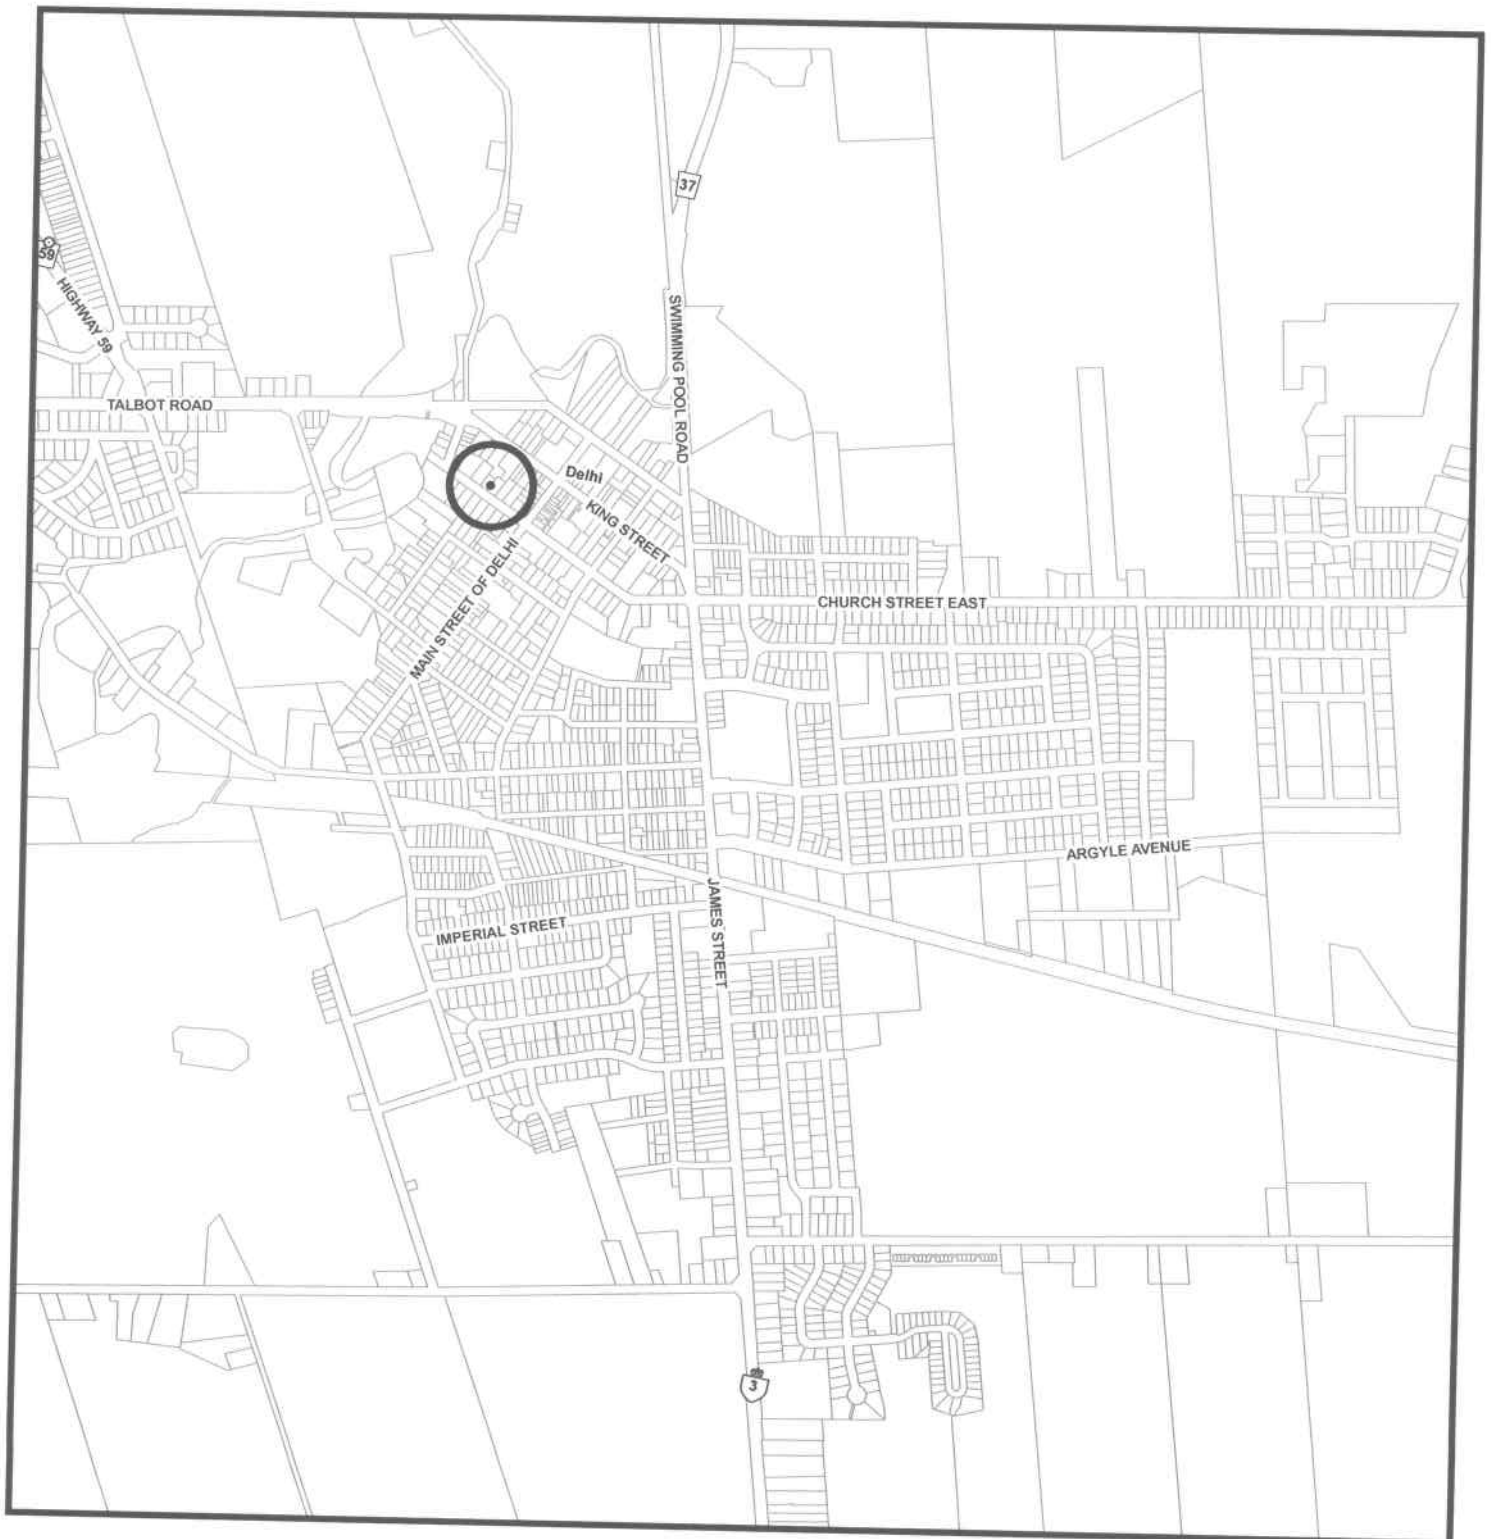 37
59
HIGHWAY 59
SWIMMING POOL ROAD
TALBOT ROAD
Delhi
KING STREET
MAIN STREET OF DELHI
CHURCH STREET EAST
ARGYLE AVENUE
JAMES STREET
IMPERIAL STREET
3